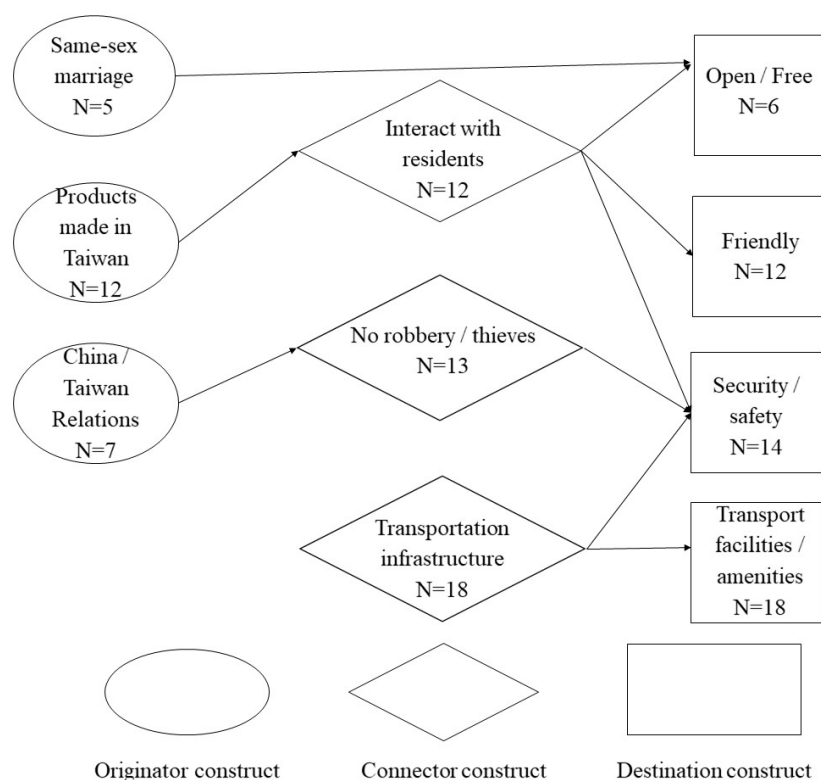 Same-sex
marriage
N=5
Open / Free
N=6
Interact with
residents
N=12
Products
made in
Taiwan
N=12
Friendly
N=12
China /
Taiwan
Relations
N=7
No robbery / thieves
N=13
Security /
safety
N=14
Transportation
infrastructure
N=18
Transport
facilities /
amenities
N=18
Originator construct
Connector construct
Destination construct